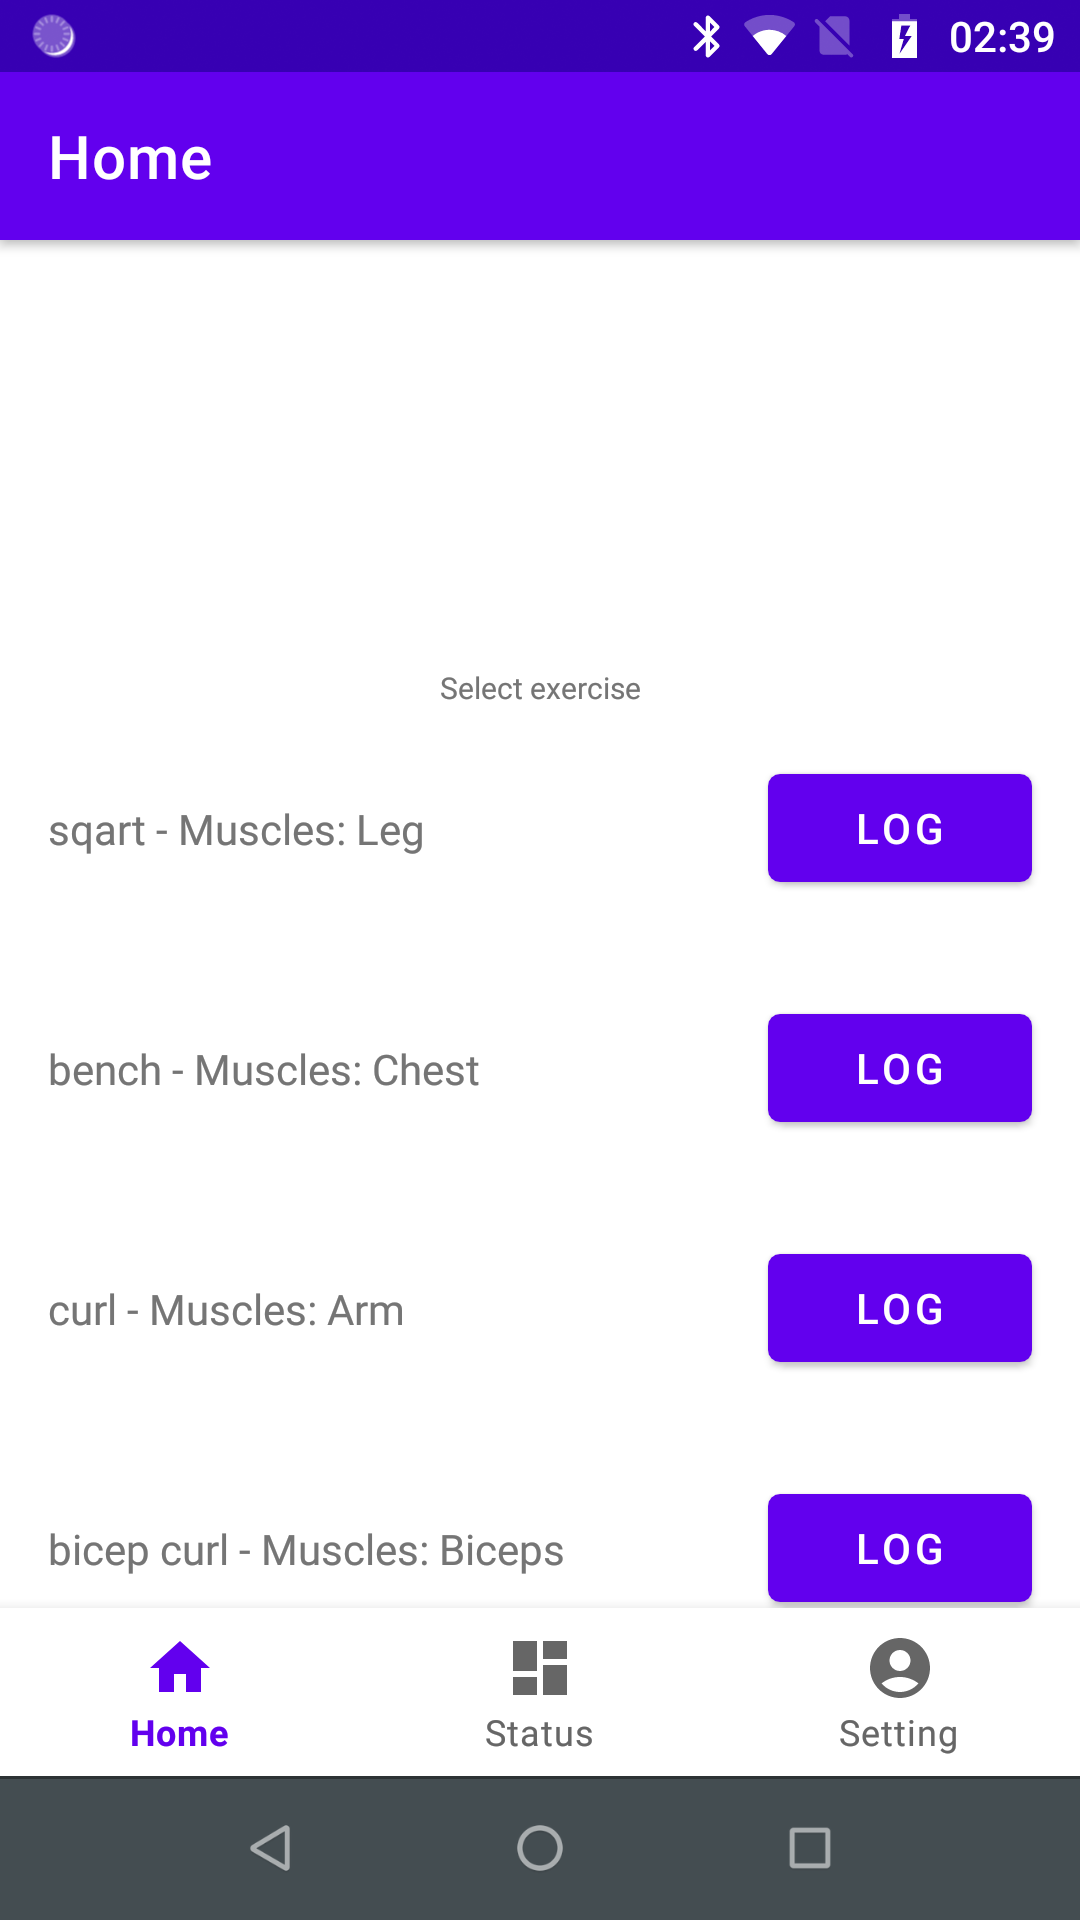 02:39
Home
Select exercise
sqart - Muscles: Leg
LOG
bench - Muscles: Chest
LOG
curl - Muscles: Arm
LOG
bicep curl - Muscles: Biceps
LOG
Home
Status
Setting